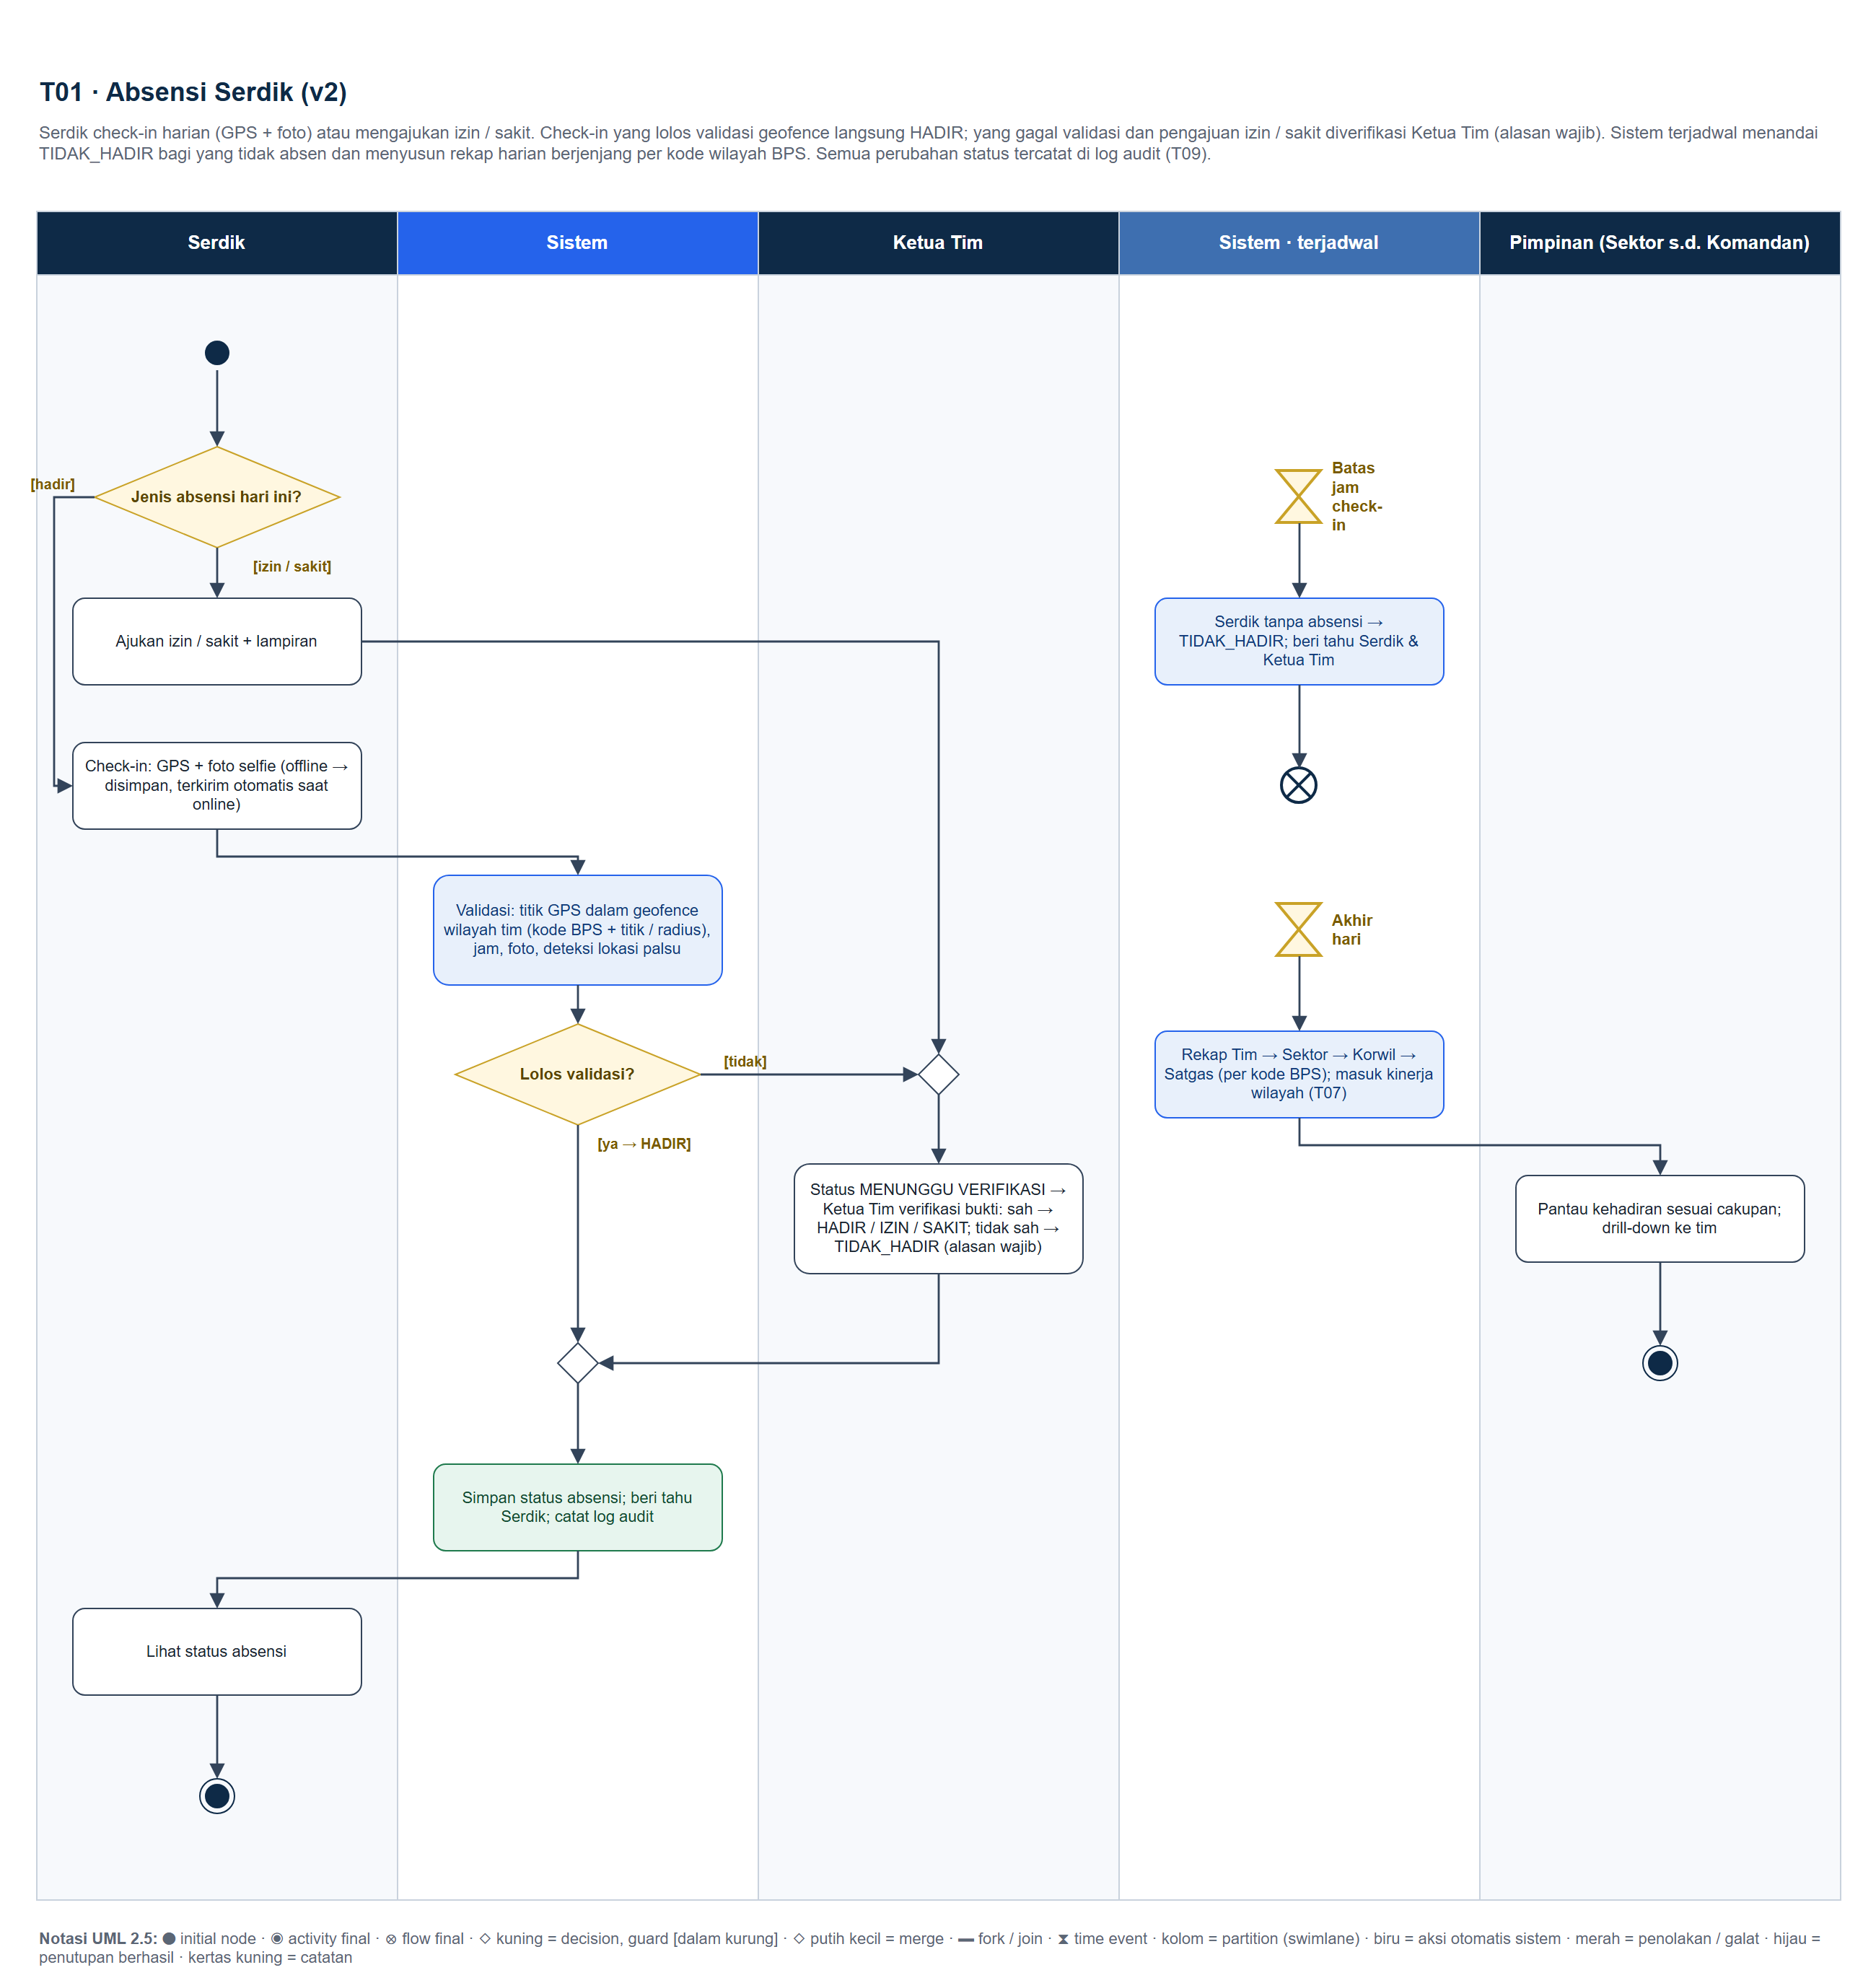 T01 · Absensi Serdik (v2)
Serdik check-in harian (GPS + foto) atau mengajukan izin / sakit. Check-in yang lolos validasi geofence langsung HADIR; yang gagal validasi dan pengajuan izin / sakit diverifikasi Ketua Tim (alasan wajib). Sistem terjadwal menandai
TIDAK_HADIR bagi yang tidak absen dan menyusun rekap harian berjenjang per kode wilayah BPS. Semua perubahan status tercatat di log audit (T09).
Serdik
Sistem
Ketua Tim
Sistem · terjadwal
Pimpinan (Sektor s.d. Komandan)
[hadir]
Jenis absensi hari ini?
[izin / sakit]
Batas
jam
check-
in
Ajukan izin / sakit + lampiran
Serdik tanpa absensi →
TIDAK_HADIR; beri tahu Serdik &
Ketua Tim
Check-in: GPS + foto selfie (offline →
disimpan, terkirim otomatis saat
online)
Validasi: titik GPS dalam geofence
wilayah tim (kode BPS + titik / radius),
jam, foto, deteksi lokasi palsu
Akhir
hari
Lolos validasi?
[tidak]
[ya → HADIR]
Rekap Tim → Sektor → Korwil →
Satgas (per kode BPS); masuk kinerja
wilayah (T07)
Status MENUNGGU VERIFIKASI →
Ketua Tim verifikasi bukti: sah →
HADIR / IZIN / SAKIT; tidak sah →
TIDAK_HADIR (alasan wajib)
Pantau kehadiran sesuai cakupan;
drill-down ke tim
Simpan status absensi; beri tahu
Serdik; catat log audit
Lihat status absensi
Notasi UML 2.5: ● initial node · ◉ activity final · ⊗ flow final · ◇ kuning = decision, guard [dalam kurung] · ◇ putih kecil = merge · ▬ fork / join · ⧗ time event · kolom = partition (swimlane) · biru = aksi otomatis sistem · merah = penolakan / galat · hijau =
penutupan berhasil · kertas kuning = catatan